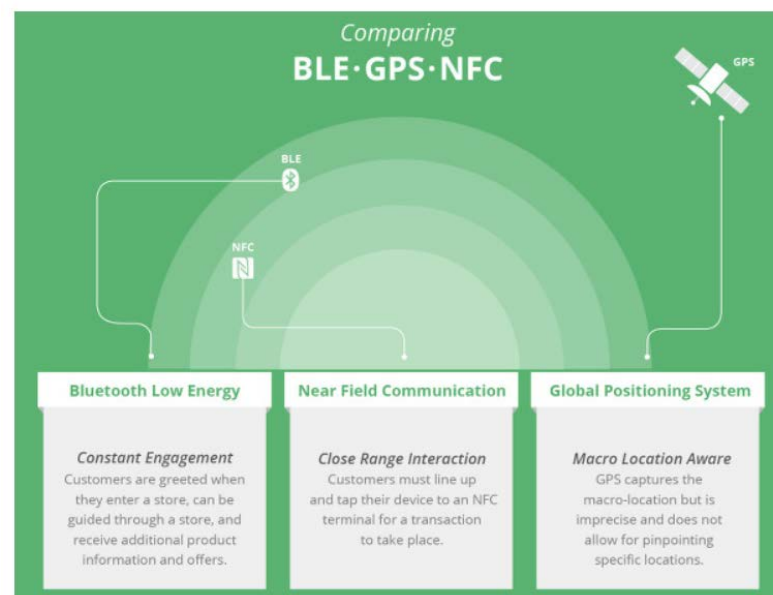 Comparing
BLE·GPS·NFC
GPS
BLE
NFC
Bluetooth Low Energy
Constant Engagement
Customers are greeted when
they enter a store, can be
guided through a store, and
receive additional product
information and offers.
Near Field Communication
Close Range Interaction
Customers must line up
and tap their device to an NFC
terminal for a transaction
to take place.
Global Positioning System
Macro Location Aware
GPS captures the
macro-location but is
imprecise and does not
allow for pinpointing
specific locations.